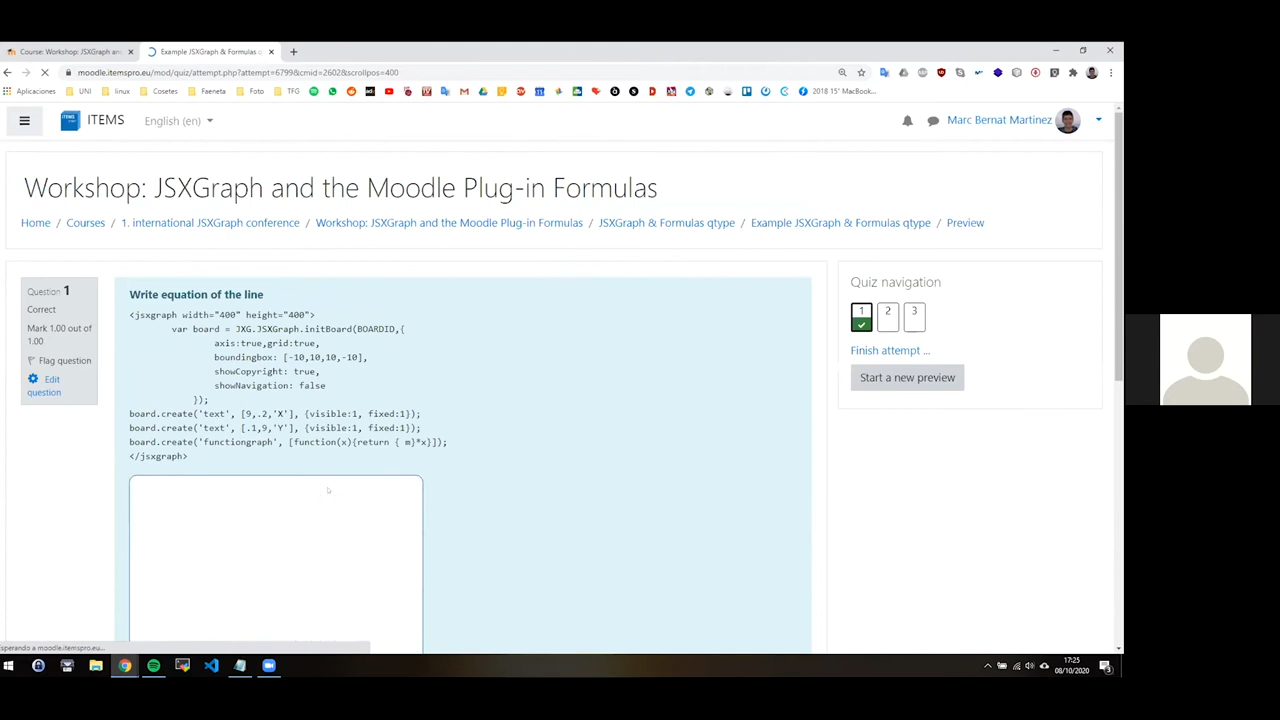 Course: Workshop: JSXGraph an
Example JSXGraph & Formulas q
moodle.itemspro.eu/mod/quiz/attempt.php?attempt=6799&cmid=2602&scrollpos=400
Aplicaciones UNI linux Cosetes Faeneta Foto TFG 2018 15' MacBook...
ITEMS English (en) Marc Bernat Martinez
Workshop: JSXGraph and the Moodle Plug-in Formulas
Home / Courses / 1. international JSXGraph conference / Workshop: JSXGraph and the Moodle Plug-in Formulas / JSXGraph & Formulas qtype / Example JSXGraph & Formulas qtype / Preview
Question 1
Correct
Mark 1.00 out of
1.00
Flag question
Edit
question
Write equation of the line
<jsxgraph width="400" height="400">
var board = JXG.JSXGraph.initBoard(BOARDID,{
axis:true,grid:true,
boundingbox: [-10,10,10,-10],
showCopyright: true,
showNavigation: false
});
board.create('text', [9,.2,'X'], {visible:1, fixed:1});
board.create('text', [.1,9,'Y'], {visible:1, fixed:1});
board.create('functiongraph', [function(x){return { m}*x}]);
</jsxgraph>
Quiz navigation
1 2 3
Finish attempt ...
Start a new preview
sperando a moodle.itemspro.eu...
17:25
08/10/2020
3